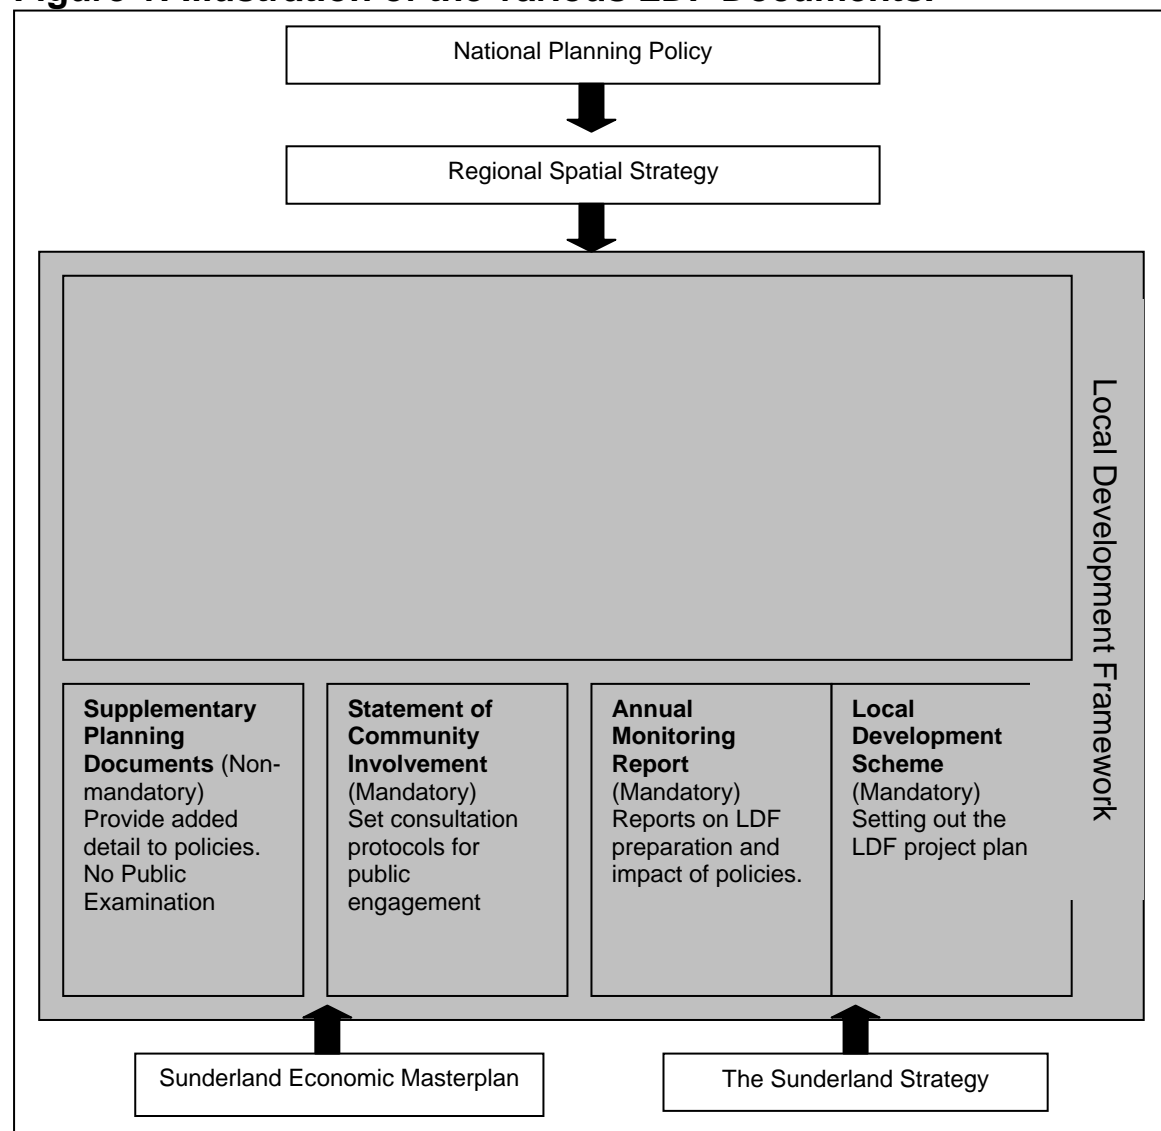 Figure 1: Illustration of the various LDF Documents.
National Planning Policy
Regional Spatial Strategy
Local Development Framework
Supplementary
Planning
Documents (Non-
mandatory)
Provide added
detail to policies.
No Public
Examination
Statement of
Community
Involvement
(Mandatory)
Set consultation
protocols for
public
engagement
Annual
Monitoring
Report
(Mandatory)
Reports on LDF
preparation and
impact of policies.
Local
Development
Scheme
(Mandatory)
Setting out the
LDF project plan
Sunderland Economic Masterplan
The Sunderland Strategy